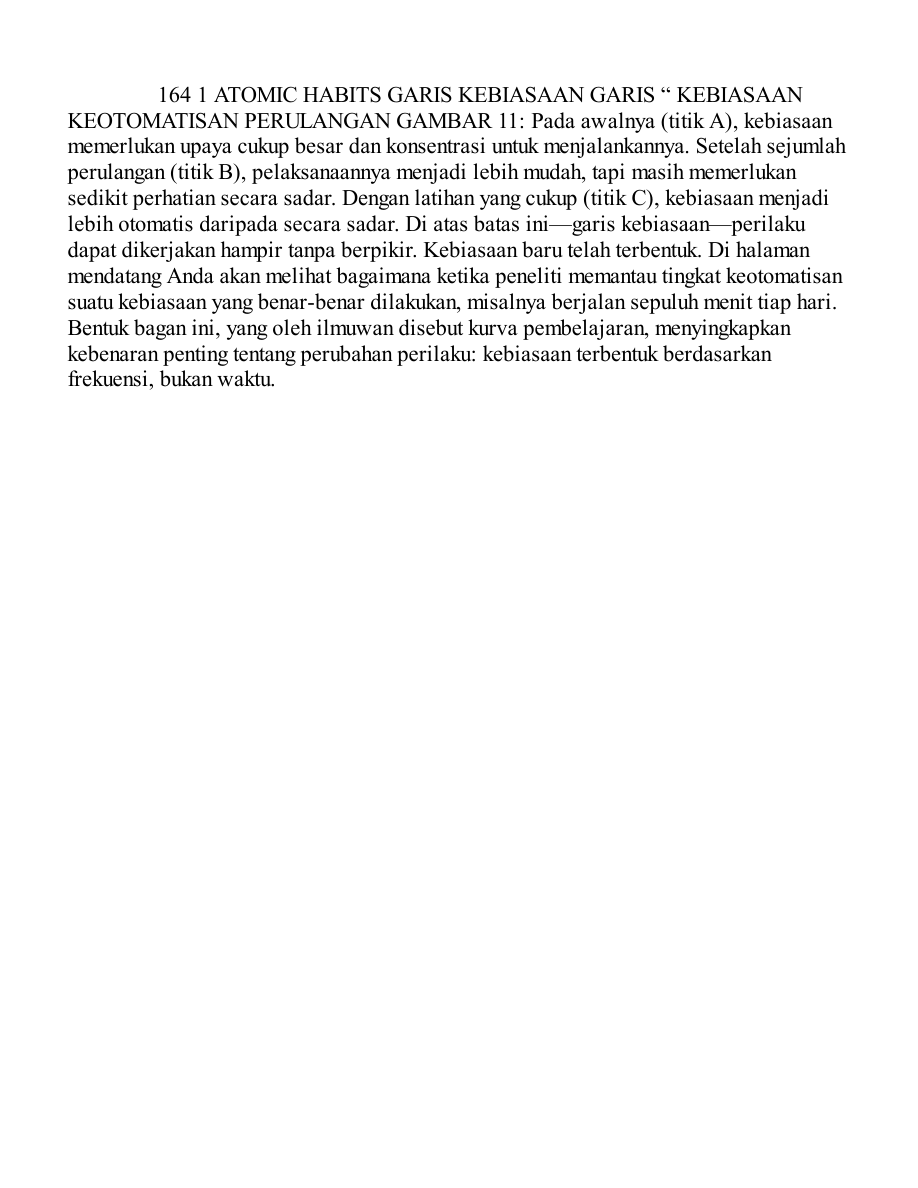 164 1 ATOMIC HABITS GARIS KEBIASAAN GARIS “ KEBIASAAN
KEOTOMATISAN PERULANGAN GAMBAR 11: Pada awalnya (titik A), kebiasaan
memerlukan upaya cukup besar dan konsentrasi untuk menjalankannya. Setelah sejumlah
perulangan (titik B), pelaksanaannya menjadi lebih mudah, tapi masih memerlukan
sedikit perhatian secara sadar. Dengan latihan yang cukup (titik C), kebiasaan menjadi
lebih otomatis daripada secara sadar. Di atas batas ini—garis kebiasaan—perilaku
dapat dikerjakan hampir tanpa berpikir. Kebiasaan baru telah terbentuk. Di halaman
mendatang Anda akan melihat bagaimana ketika peneliti memantau tingkat keotomatisan
suatu kebiasaan yang benar-benar dilakukan, misalnya berjalan sepuluh menit tiap hari.
Bentuk bagan ini, yang oleh ilmuwan disebut kurva pembelajaran, menyingkapkan
kebenaran penting tentang perubahan perilaku: kebiasaan terbentuk berdasarkan
frekuensi, bukan waktu.